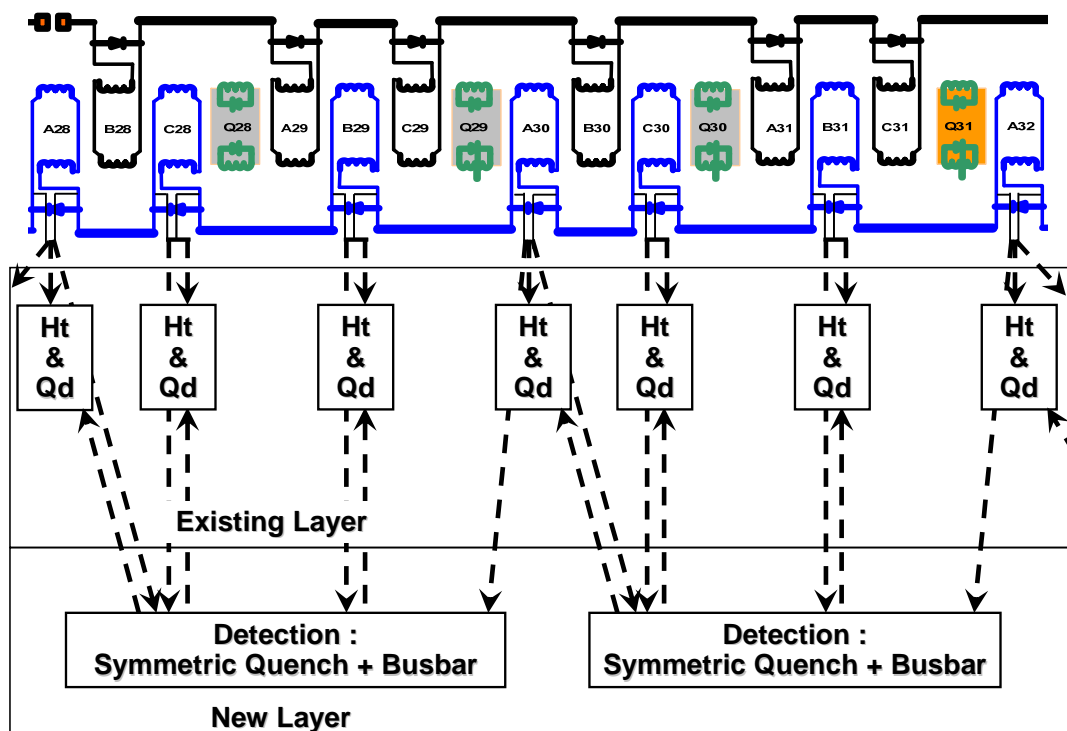 A28 B28 C28 Q28 A29 B29 C29 Q29 A30 B30 C30 Q30 A31 B31 C31 Q31 A32
Ht Ht Ht Ht Ht Ht Ht
& & & & & & &
Qd Qd Qd Qd Qd Qd Qd
Existing Layer
Detection : Detection :
Symmetric Quench + Busbar Symmetric Quench + Busbar
New Layer